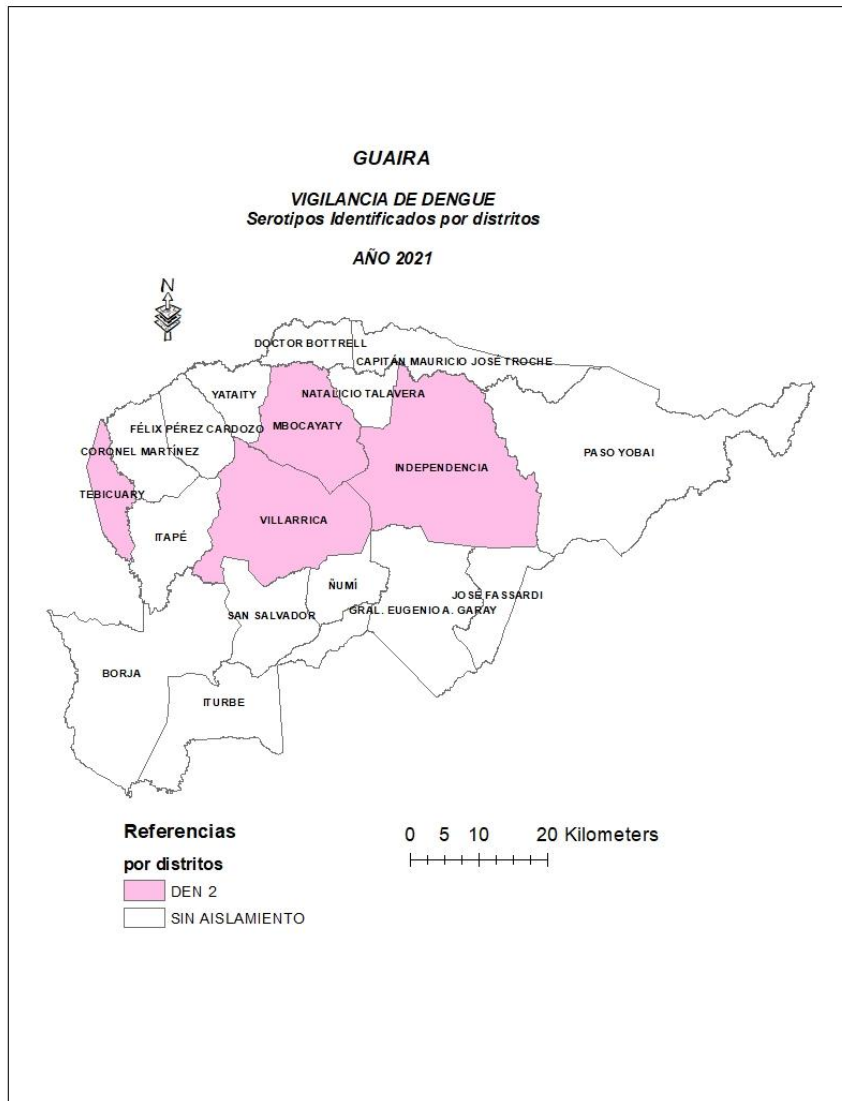 GUAIRA
VIGILANCIA DE DENGUE
Serotipos Identificados por distritos
AÑO 2021
N
DOCTOR BOTTRELL
CAPITÁN MAURICIO JOSÉ TROCHE
YATAITY
NATALICIO TALAVERA
FÉLIX PÉREZ CARDOZO
MBOCAYATY
CORONEL MARTÍNEZ
PASO YOBAI
INDEPENDENCIA
TEBICUARY
VILLARRICA
ITAPÉ
ÑUMÍ
JOSÉ FASSARDI
SAN SALVADOR
GRAL. EUGENIO A. GARAY
BORJA
ITURBE
Referencias
por distritos
DEN 2
SIN AISLAMIENTO
0 5 10 20 Kilometers